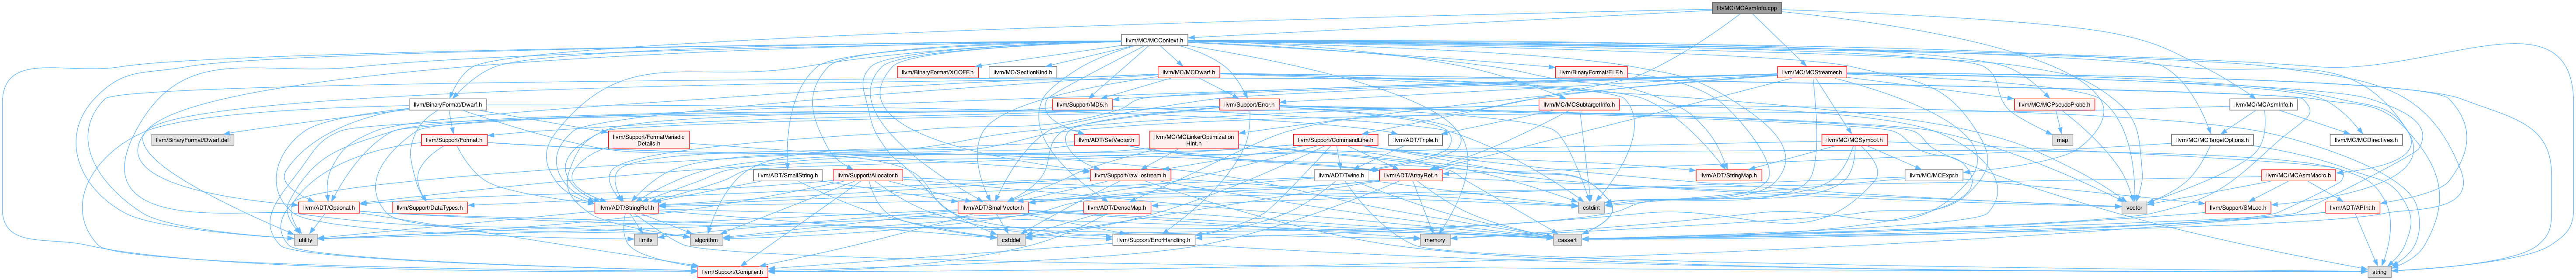 lib/MC/MCAsmInfo.cpp
llvm/MC/MCContext.h
llvm/BinaryFormat/XCOFF.h
llvm/MC/SectionKind.h
llvm/MC/MCDwarf.h
llvm/BinaryFormat/ELF.h
llvm/MC/MCStreamer.h
llvm/BinaryFormat/Dwarf.h
llvm/Support/MD5.h
llvm/Support/Error.h
llvm/MC/MCSubtargetInfo.h
llvm/MC/MCPseudoProbe.h
llvm/MC/MCAsmInfo.h
llvm/BinaryFormat/Dwarf.def
llvm/Support/Format.h
llvm/Support/FormatVariadic
Details.h
llvm/ADT/SetVector.h
llvm/MC/MCLinkerOptimization
Hint.h
llvm/Support/CommandLine.h
llvm/ADT/Triple.h
llvm/MC/MCSymbol.h
map
llvm/MC/MCTargetOptions.h
llvm/MC/MCDirectives.h
llvm/ADT/SmallString.h
llvm/Support/Allocator.h
llvm/Support/raw_ostream.h
llvm/ADT/Twine.h
llvm/ADT/ArrayRef.h
llvm/ADT/StringMap.h
llvm/MC/MCExpr.h
llvm/MC/MCAsmMacro.h
llvm/ADT/Optional.h
llvm/Support/DataTypes.h
llvm/ADT/StringRef.h
llvm/ADT/SmallVector.h
llvm/ADT/DenseMap.h
cstdint
vector
llvm/Support/SMLoc.h
llvm/ADT/APInt.h
utility
limits
algorithm
cstddef
llvm/Support/ErrorHandling.h
memory
cassert
llvm/Support/Compiler.h
string